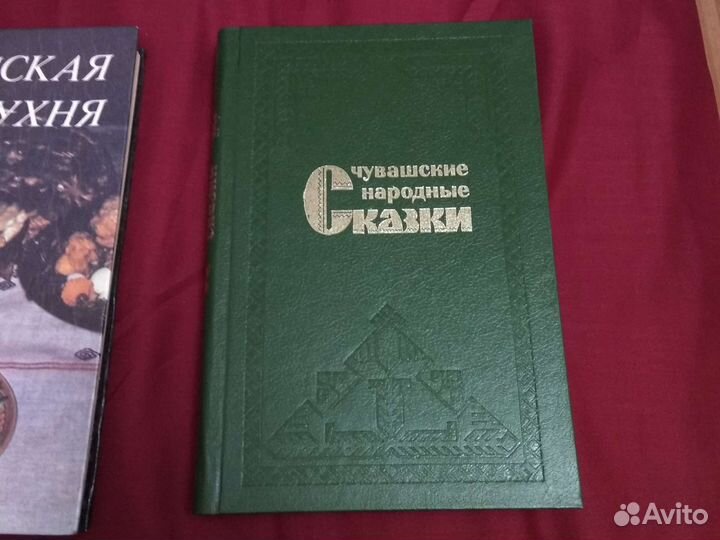 СКАЯ
УХНЯ
Чувашские
народные
Сказки
Avito